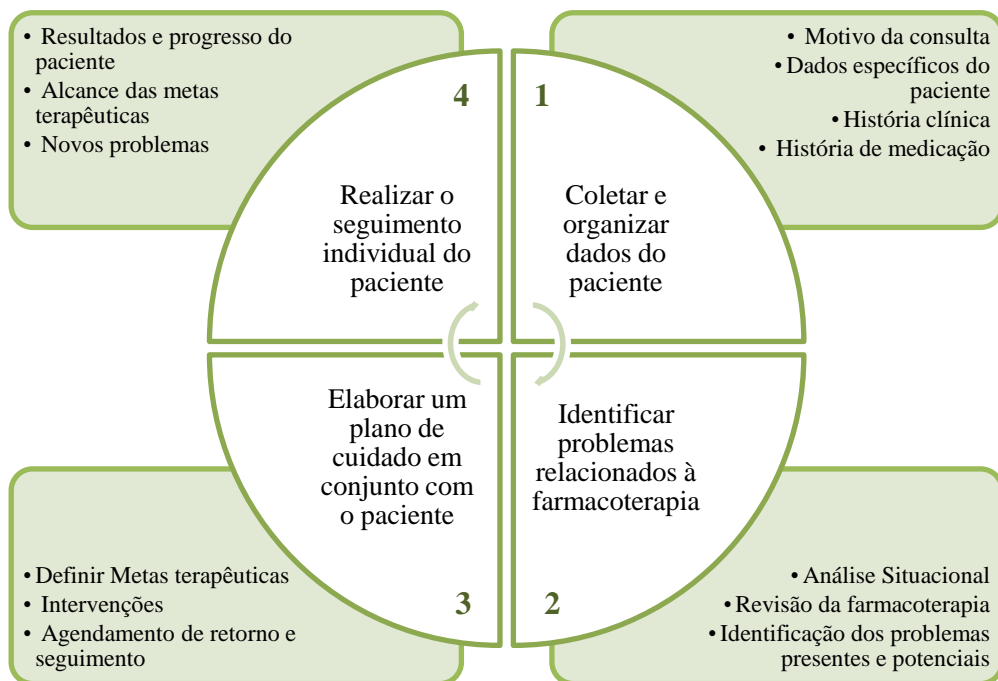 • Resultados e progresso do
paciente
• Alcance das metas
terapêuticas
• Novos problemas
4
Realizar o
seguimento
individual do
paciente
• Motivo da consulta
• Dados específicos do
paciente
• História clínica
• História de medicação
1
Coletar e
organizar
dados do
paciente
Elaborar um
plano de
cuidado em
conjunto com
o paciente
3
• Definir Metas terapêuticas
• Intervenções
• Agendamento de retorno e
seguimento
Identificar
problemas
relacionados à
farmacoterapia
2
• Análise Situacional
• Revisão da farmacoterapia
• Identificação dos problemas
presentes e potenciais